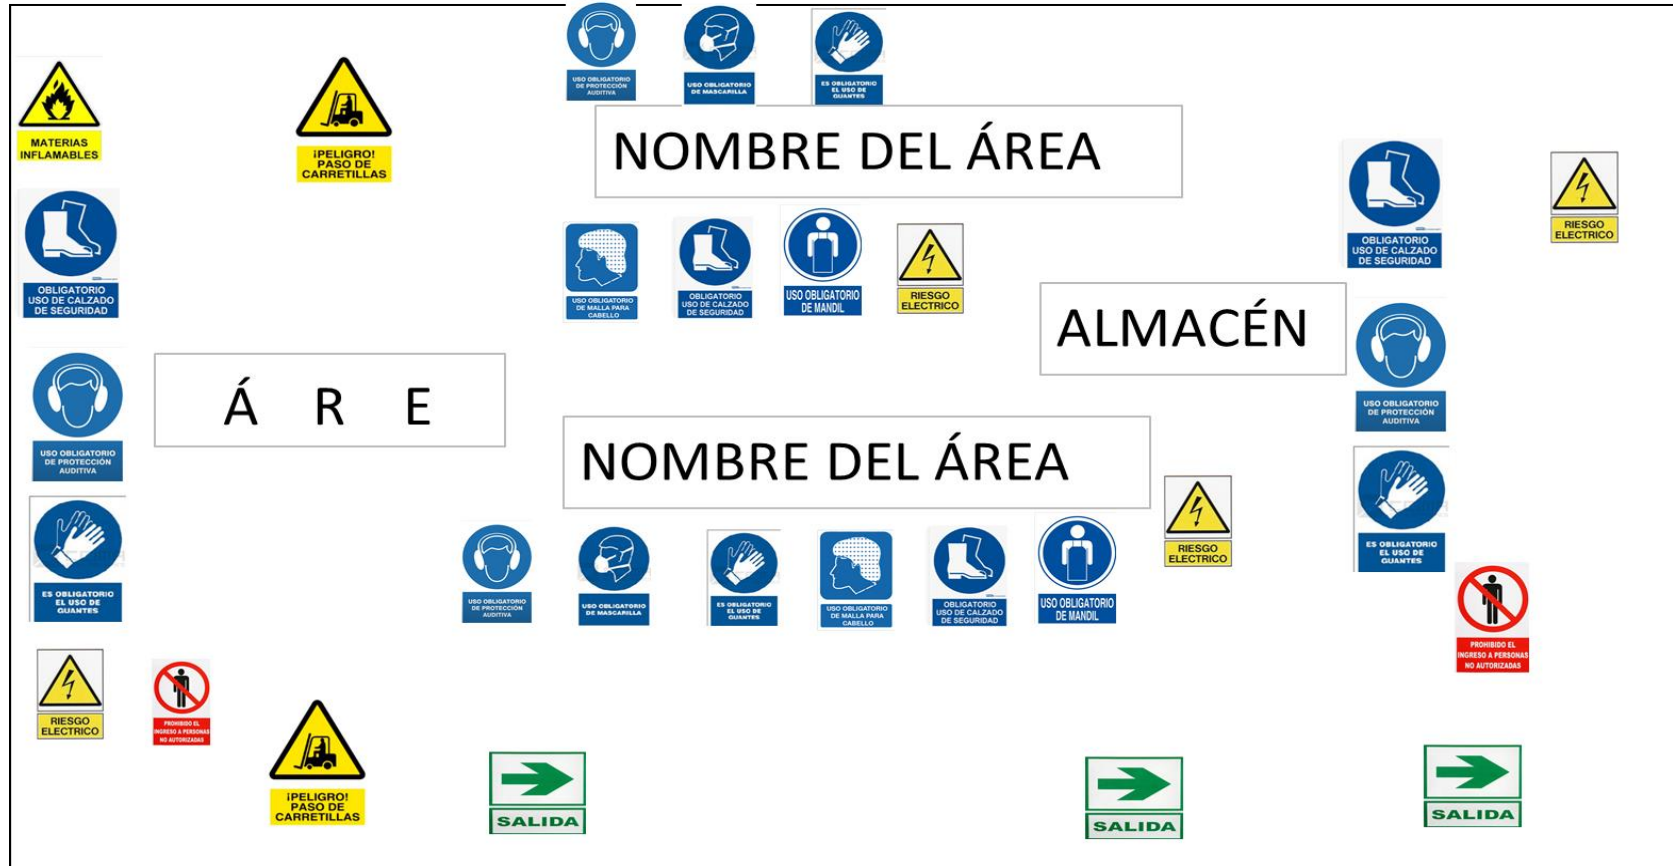 USO OBLIGATORIO
DE PROTECCIÓN
AUDITIVA
USO OBLIGATORIO
DE MASCARILLA
ES OBLIGATORIO
EL USO DE
GUANTES
MATERIAS
INFLAMABLES
¡PELIGRO!
PASO DE
CARRETILLAS
NOMBRE DEL ÁREA
OBLIGATORIO
USO DE CALZADO
DE SEGURIDAD
RIESGO
ELECTRICO
OBLIGATORIO
USO DE CALZADO
DE SEGURIDAD
USO OBLIGATORIO
DE MALLA PARA
CABELLO
OBLIGATORIO
USO DE CALZADO
DE SEGURIDAD
USO OBLIGATORIO
DE MANDIL
RIESGO
ELECTRICO
ALMACÉN
Á R E
USO OBLIGATORIO
DE PROTECCIÓN
AUDITIVA
USO OBLIGATORIO
DE PROTECCIÓN
AUDITIVA
NOMBRE DEL ÁREA
ES OBLIGATORIO
EL USO DE
GUANTES
RIESGO
ELECTRICO
ES OBLIGATORIO
EL USO DE
GUANTES
USO OBLIGATORIO
DE PROTECCIÓN
AUDITIVA
USO OBLIGATORIO
DE MASCARILLA
ES OBLIGATORIO
EL USO DE
GUANTES
USO OBLIGATORIO
DE MALLA PARA
CABELLO
OBLIGATORIO
USO DE CALZADO
DE SEGURIDAD
USO OBLIGATORIO
DE MANDIL
PROHIBIDO EL
INGRESO A PERSONAS
NO AUTORIZADAS
RIESGO
ELECTRICO
PROHIBIDO EL
INGRESO A PERSONAS
NO AUTORIZADAS
¡PELIGRO!
PASO DE
CARRETILLAS
SALIDA
SALIDA
SALIDA